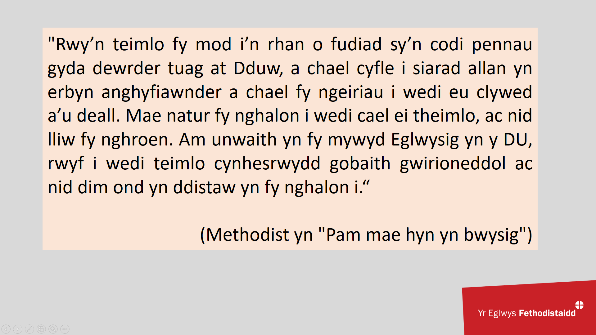 "Rwy'n teimlo fy mod i'n rhan o fudiad sy'n codi pennau
gyda dewrder tuag at Dduw, a chael cyfle i siarad allan yn
erbyn anghyfiawnder a chael fy ngeiriau i wedi eu clywed
a'u deall. Mae natur fy nghalon i wedi cael ei theimlo, ac nid
lliw fy nghroen. Am unwaith yn fy mywyd Eglwysig yn y DU,
rwyf i wedi teimlo cynhesrwydd gobaith gwirioneddol ac
nid dim ond yn ddistaw yn fy nghalon i."
(Methodist yn "Pam mae hyn yn bwysig")
Yr Eglwys Fethodistaidd